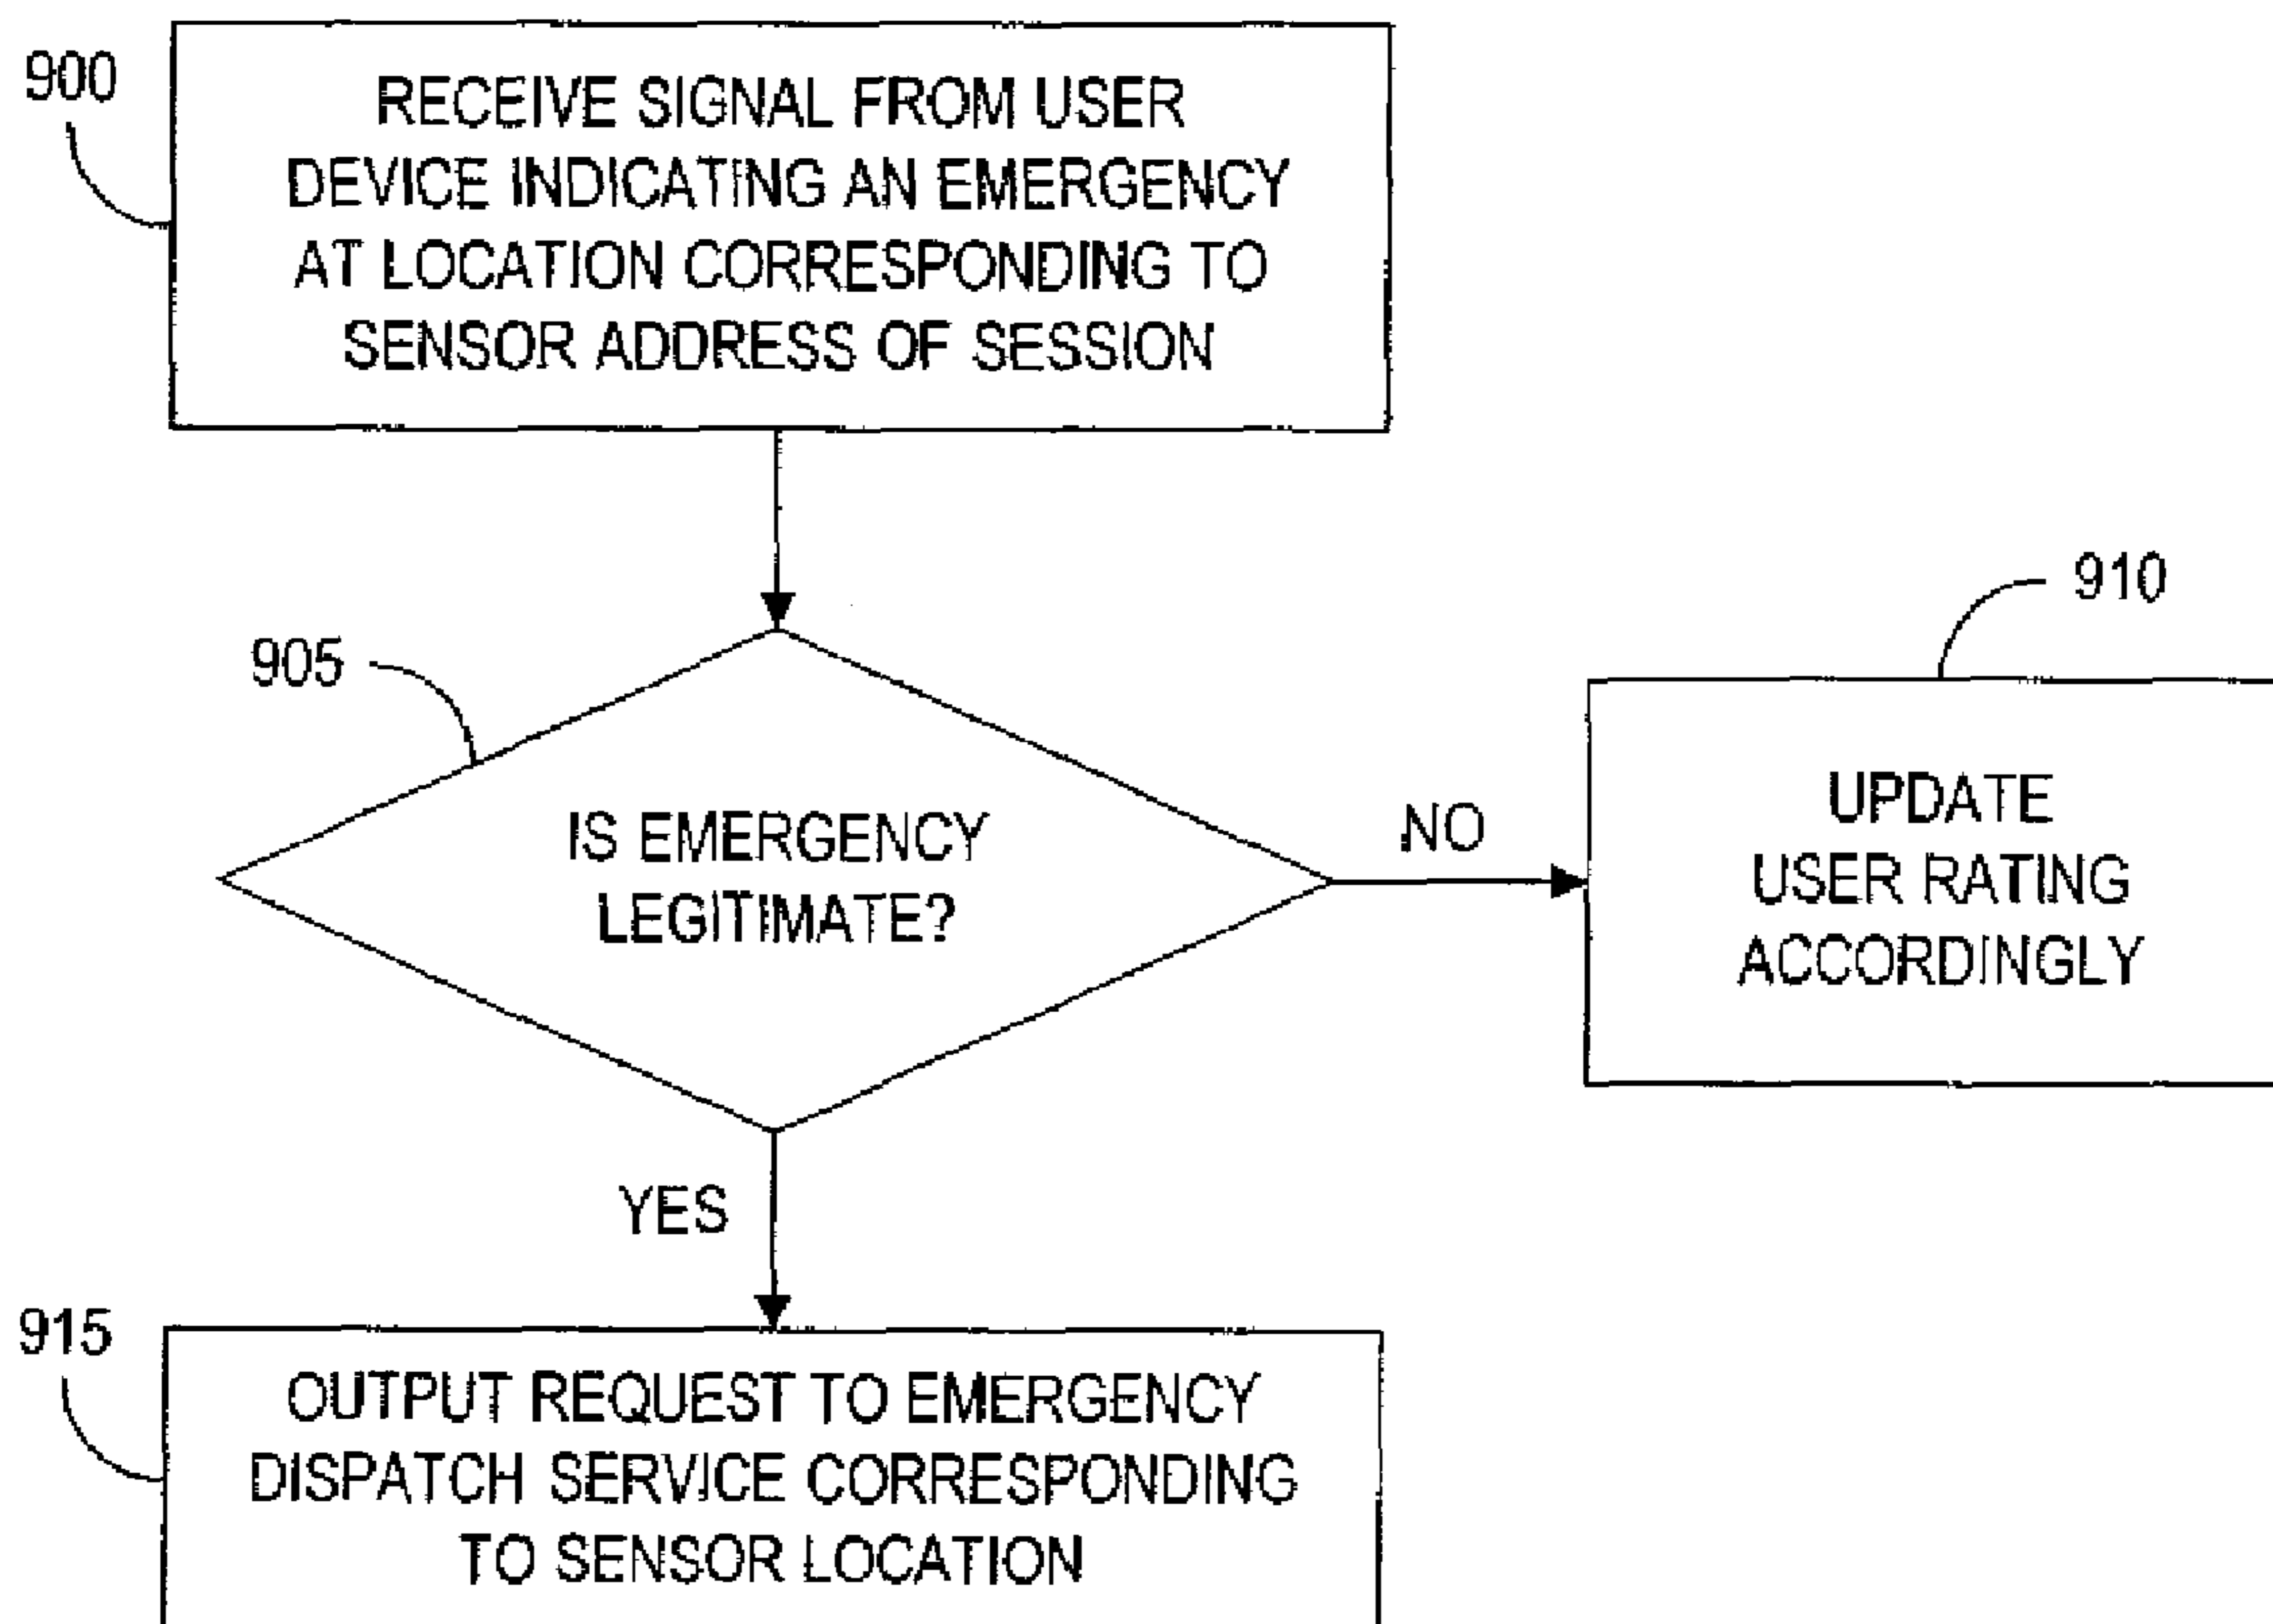 900
RECEIVE SIGNAL FROM USER
DEVICE INDICATING AN EMERGENCY
AT LOCATION CORRESPONDING TO
SENSOR ADDRESS OF SESSION
905
IS EMERGENCY
LEGITIMATE?
NO
910
UPDATE
USER RATING
ACCORDINGLY
YES
915
OUTPUT REQUEST TO EMERGENCY
DISPATCH SERVICE CORRESPONDING
TO SENSOR LOCATION